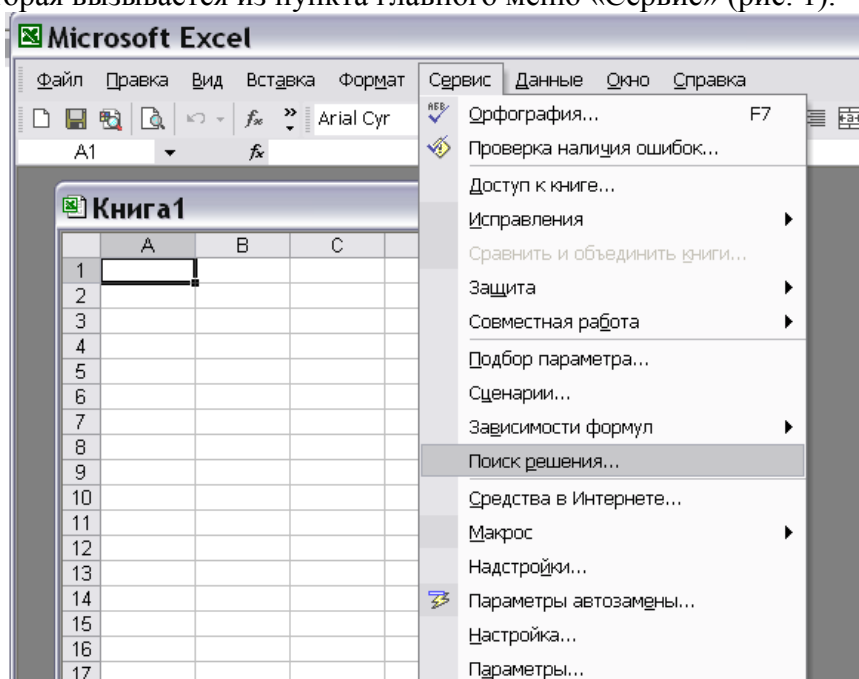 орая вызывается из пункта главного меню «Сервис» (рис. 1).
Microsoft Excel
Файл Правка Вид Вставка Формат Сервис Данные Окно Справка
Arial Cyr
A1 fx
Орфография... F7
Проверка наличия ошибок...
Доступ к книге...
Исправления
Сравнить и объединить книги...
Защита
Совместная работа
Подбор параметра...
Сценарии...
Зависимости формул
Поиск решения...
Средства в Интернете...
Макрос
Надстройки...
Параметры автозамены...
Настройка...
Параметры...
Книга1
A B C
1
2
3
4
5
6
7
8
9
10
11
12
13
14
15
16
17